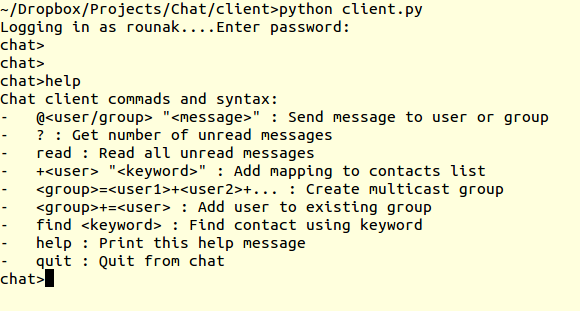 ~/Dropbox/Projects/Chat/client>python client.py
Logging in as rounak....Enter password:
chat>
chat>
chat>help
Chat client commads and syntax:
-   @<user/group> "<message>" : Send message to user or group
-   ? : Get number of unread messages
-   read : Read all unread messages
-   +<user> "<keyword>" : Add mapping to contacts list
-   <group>=<user1>+<user2>+... : Create multicast group
-   <group>+=<user> : Add user to existing group
-   find <keyword> : Find contact using keyword
-   help : Print this help message
-   quit : Quit from chat
chat>